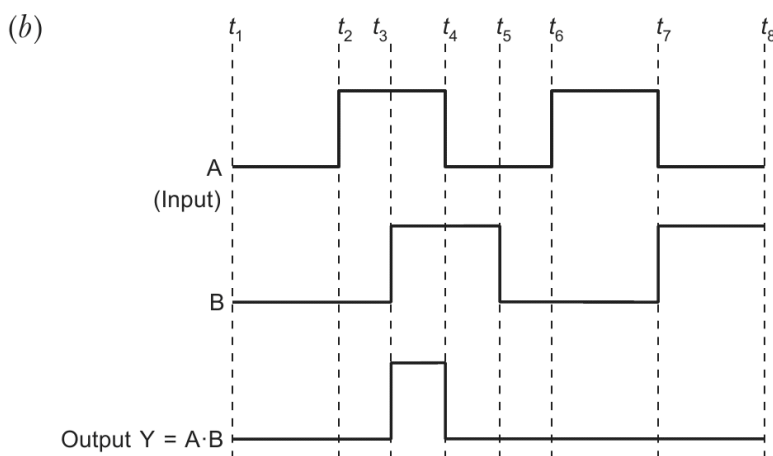 (b)
t1 t2 t3 t4 t5 t6 t7 t8
A
(Input)
B
Output Y = A·B